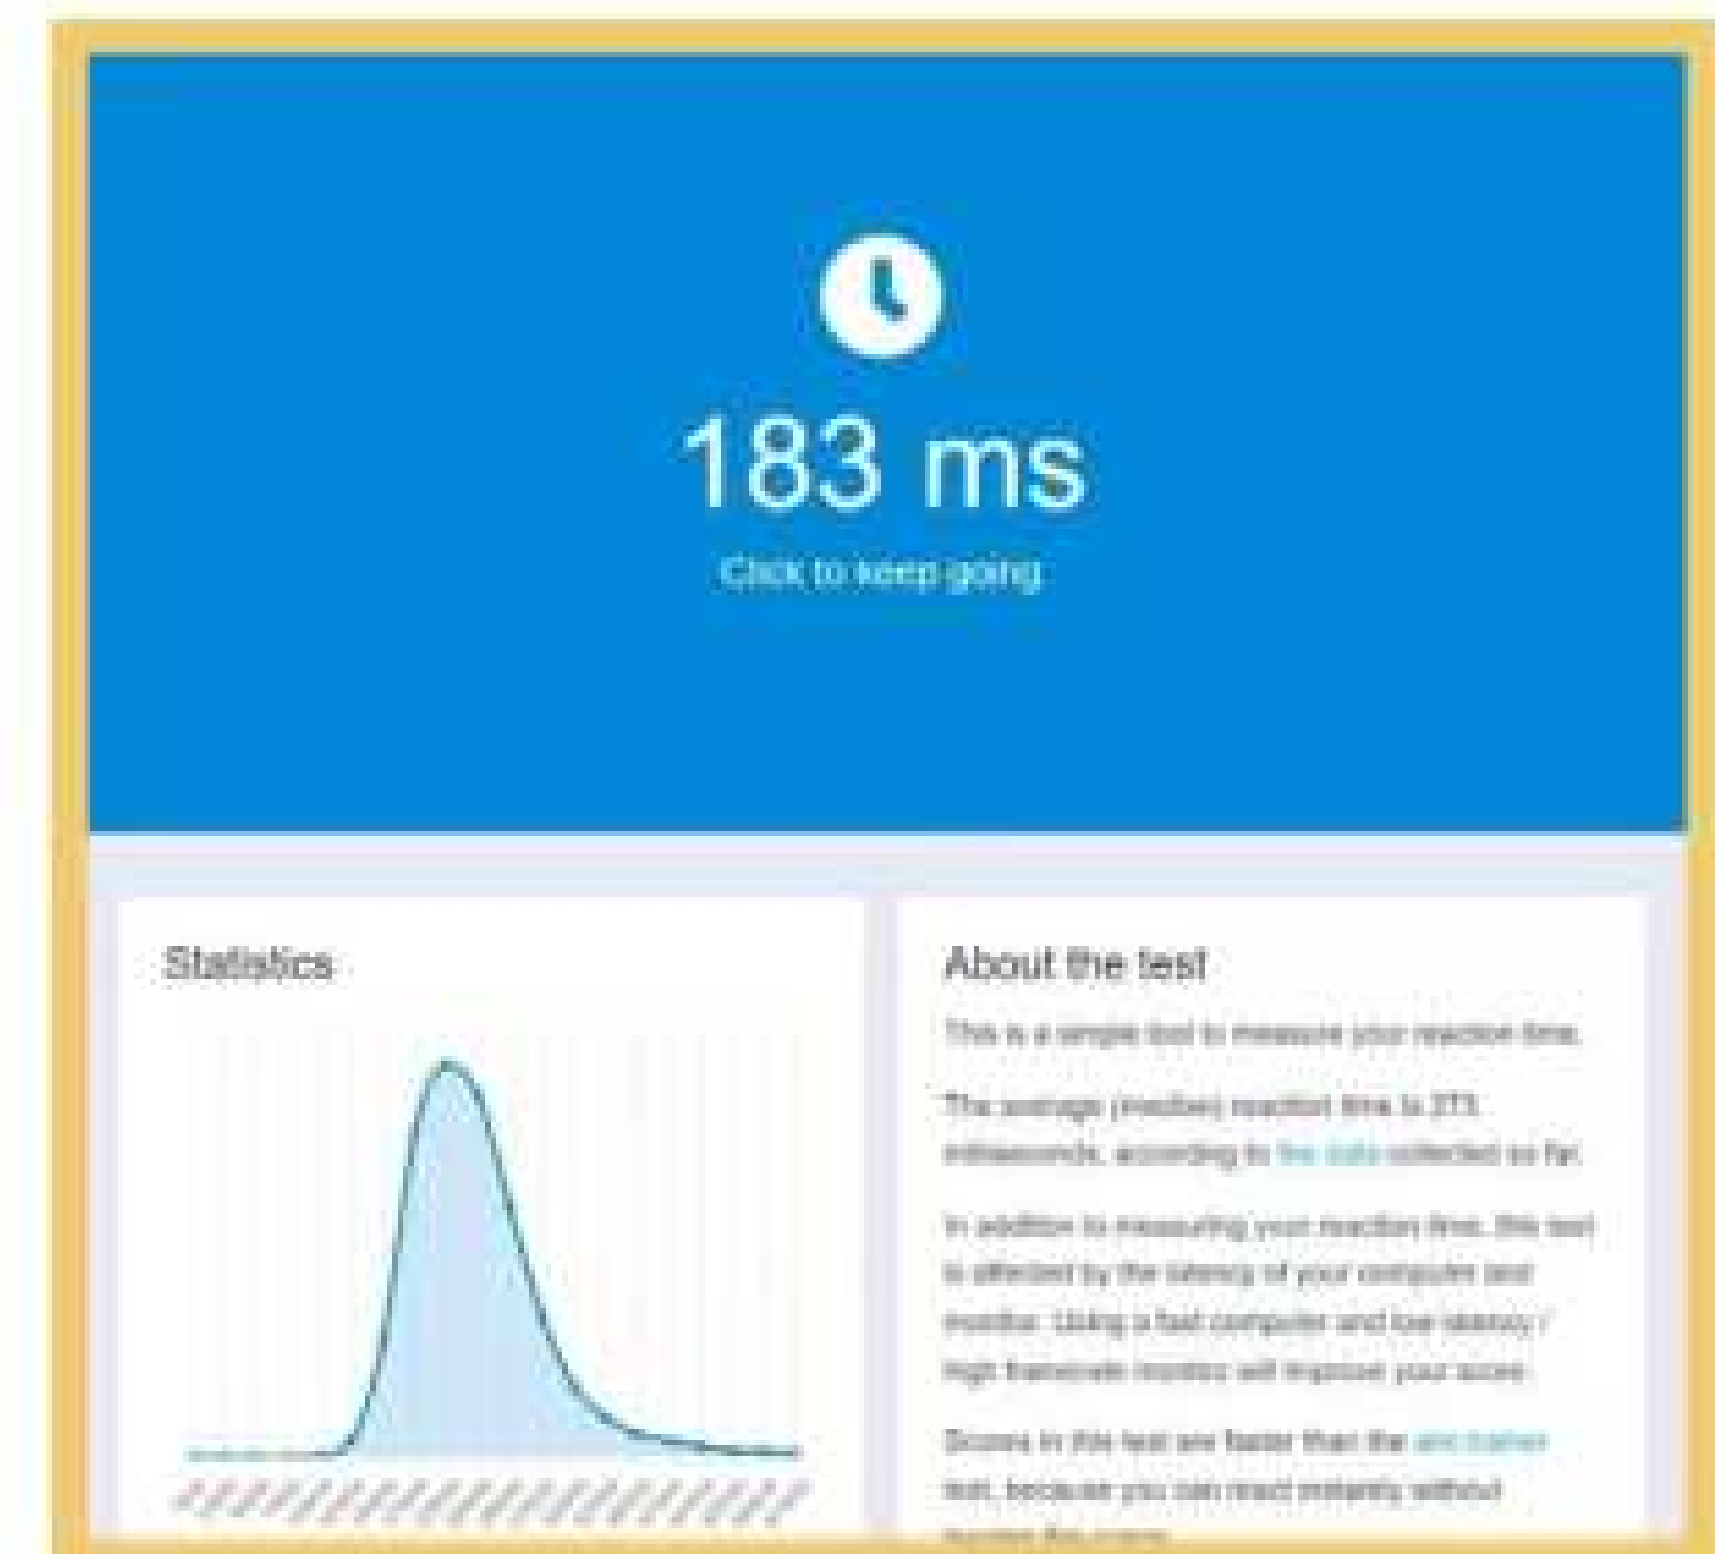 183 ms
Click to keep going
Statistics
About the test
This is a simple tool to measure your reaction time.
The average (median) reaction time is 273
milliseconds, according to the data collected so far.
In addition to measuring your reaction time, this test
is affected by the latency of your computer and
monitor. Using a fast computer and low latency /
high framerate monitor will improve your score.
Scores in this test are faster than the aim trainer
test, because you can react instantly without